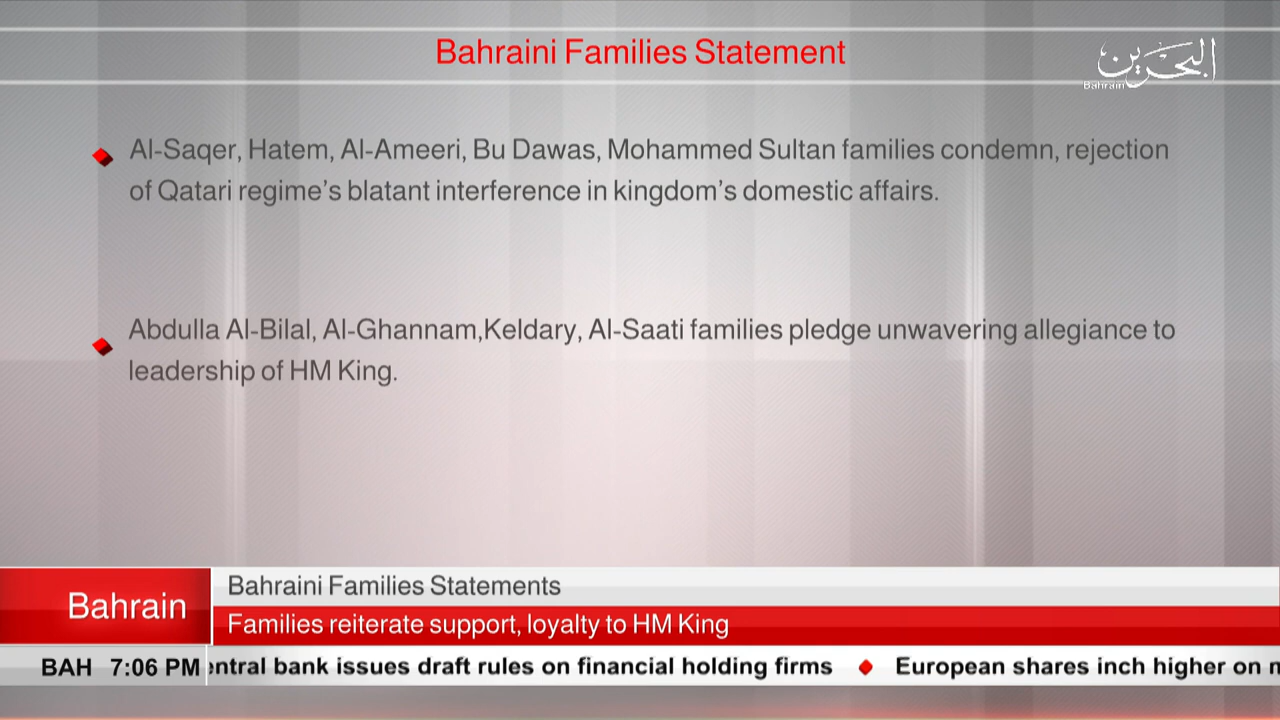 Bahraini Families Statement
البحرين
Bahrain
Al-Saqer, Hatem, Al-Ameeri, Bu Dawas, Mohammed Sultan families condemn, rejection
of Qatari regime’s blatant interference in kingdom’s domestic affairs.
Abdulla Al-Bilal, Al-Ghannam,Keldary, Al-Saati families pledge unwavering allegiance to
leadership of HM King.
Bahrain
Bahraini Families Statements
Families reiterate support, loyalty to HM King
BAH 7:06 PM
entral bank issues draft rules on financial holding firms
European shares inch higher on